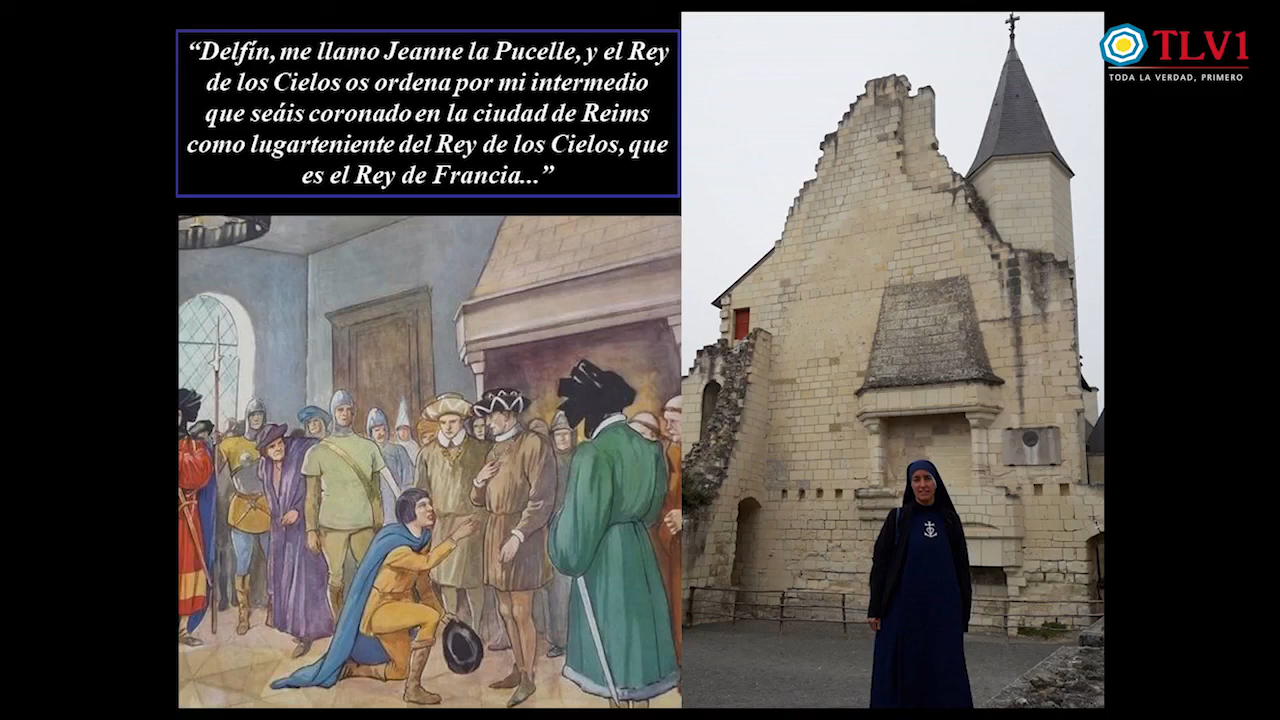 “Delfín, me llamo Jeanne la Pucelle, y el Rey
de los Cielos os ordena por mi intermedio
que seáis coronado en la ciudad de Reims
como lugarteniente del Rey de los Cielos, que
es el Rey de Francia...”
TLV1
TODA LA VERDAD, PRIMERO